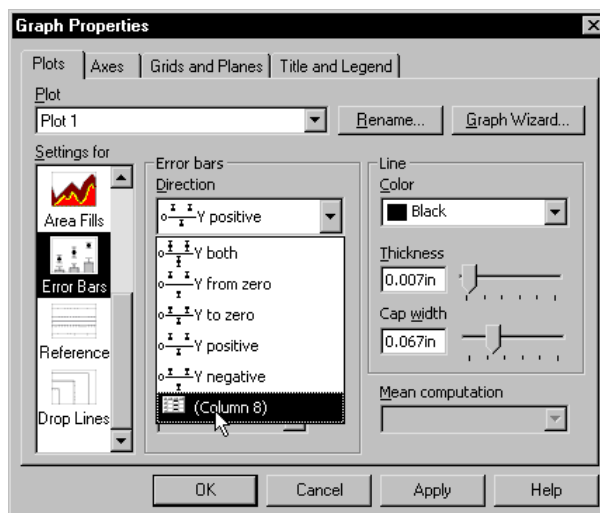 Graph Properties
Plots
Axes
Grids and Planes
Title and Legend
Plot
Plot 1
Rename...
Graph Wizard...
Settings for
Area Fills
Error Bars
Reference
Drop Lines
Error bars
Direction
Y positive
Y both
Y from zero
Y to zero
Y positive
Y negative
(Column 8)
Line
Color
Black
Thickness
0.007in
Cap width
0.067in
Mean computation
OK
Cancel
Apply
Help